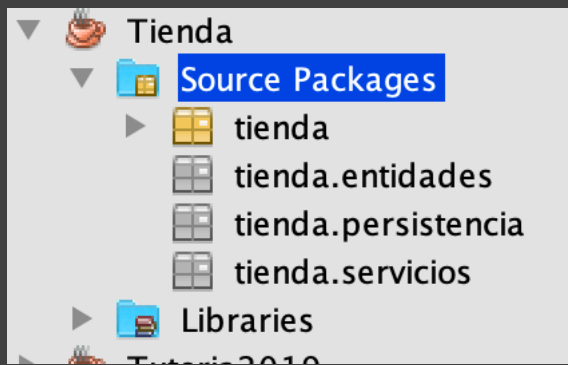 Tienda
Source Packages
tienda
tienda.entidades
tienda.persistencia
tienda.servicios
Libraries